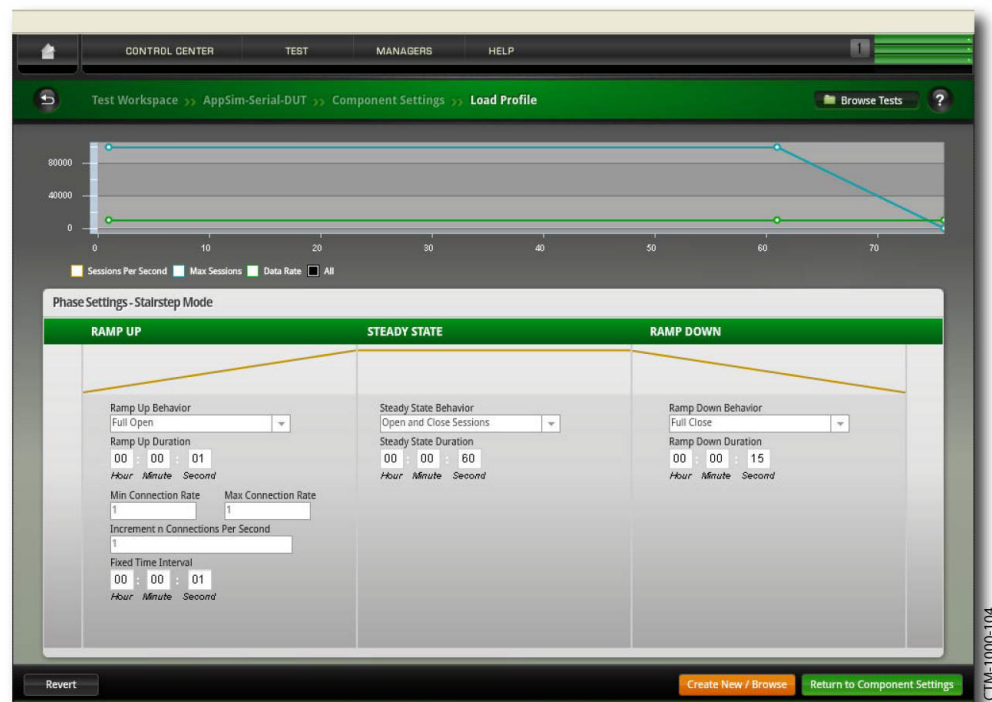 CONTROL CENTER TEST MANAGERS HELP 1
Test Workspace >> AppSim-Serial-DUT >> Component Settings >> Load Profile Browse Tests ?
80000
40000
0
0 10 20 30 40 50 60 70
Sessions Per Second Max Sessions Data Rate All
Phase Settings - Stairstep Mode
RAMP UP STEADY STATE RAMP DOWN
Ramp Up Behavior Steady State Behavior Ramp Down Behavior
Full Open Open and Close Sessions Full Close
Ramp Up Duration Steady State Duration Ramp Down Duration
00 : 00 : 01 00 : 00 : 60 00 : 00 : 15
Hour Minute Second Hour Minute Second Hour Minute Second
Min Connection Rate Max Connection Rate
1 1
Increment n Connections Per Second
1
Fixed Time Interval
00 : 00 : 01
Hour Minute Second
Revert Create New / Browse Return to Component Settings
CTM-1000-104